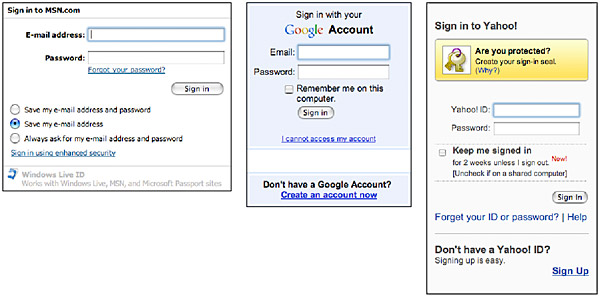 Sign in to MSN.com
E-mail address:
Password:
Forgot your password?
Sign in
Save my e-mail address and password
Save my e-mail address
Always ask for my e-mail address and password
Sign in using enhanced security
Windows Live ID
Works with Windows Live, MSN, and Microsoft Passport sites
Sign in with your
Google Account
Email:
Password:
Remember me on this
computer.
Sign in
I cannot access my account
Don't have a Google Account?
Create an account now
Sign in to Yahoo!
Are you protected?
Create your sign-in seal.
(Why?)
Yahoo! ID:
Password:
Keep me signed in
for 2 weeks unless I sign out. New!
[Uncheck if on a shared computer]
Sign In
Forget your ID or password? | Help
Don't have a Yahoo! ID?
Signing up is easy.
Sign Up